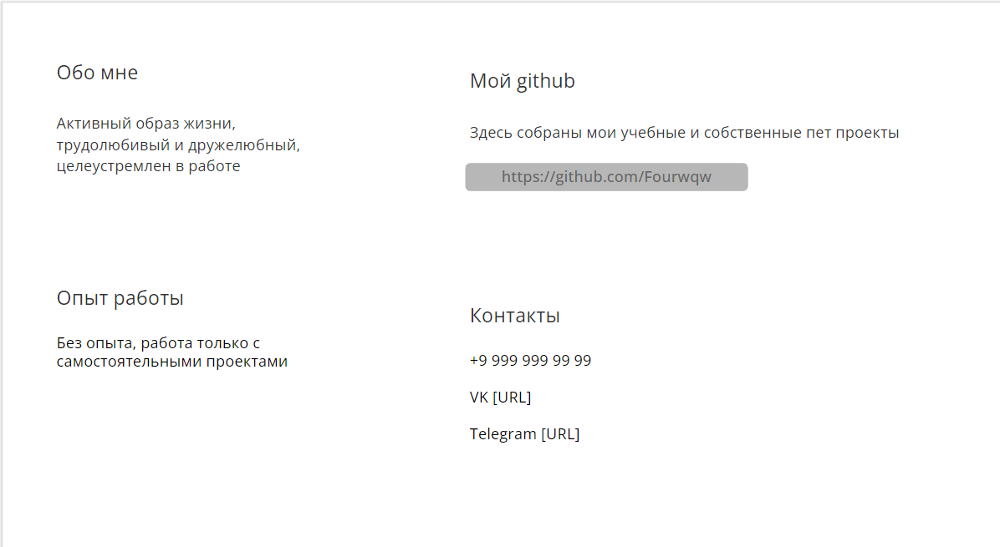 Обо мне
Активный образ жизни,
трудолюбивый и дружелюбный,
целеустремлен в работе
Мой github
Здесь собраны мои учебные и собственные пет проекты
https://github.com/Fourwqw
Опыт работы
Без опыта, работа только с
самостоятельными проектами
Контакты
+9 999 999 99 99
VK [URL]
Telegram [URL]